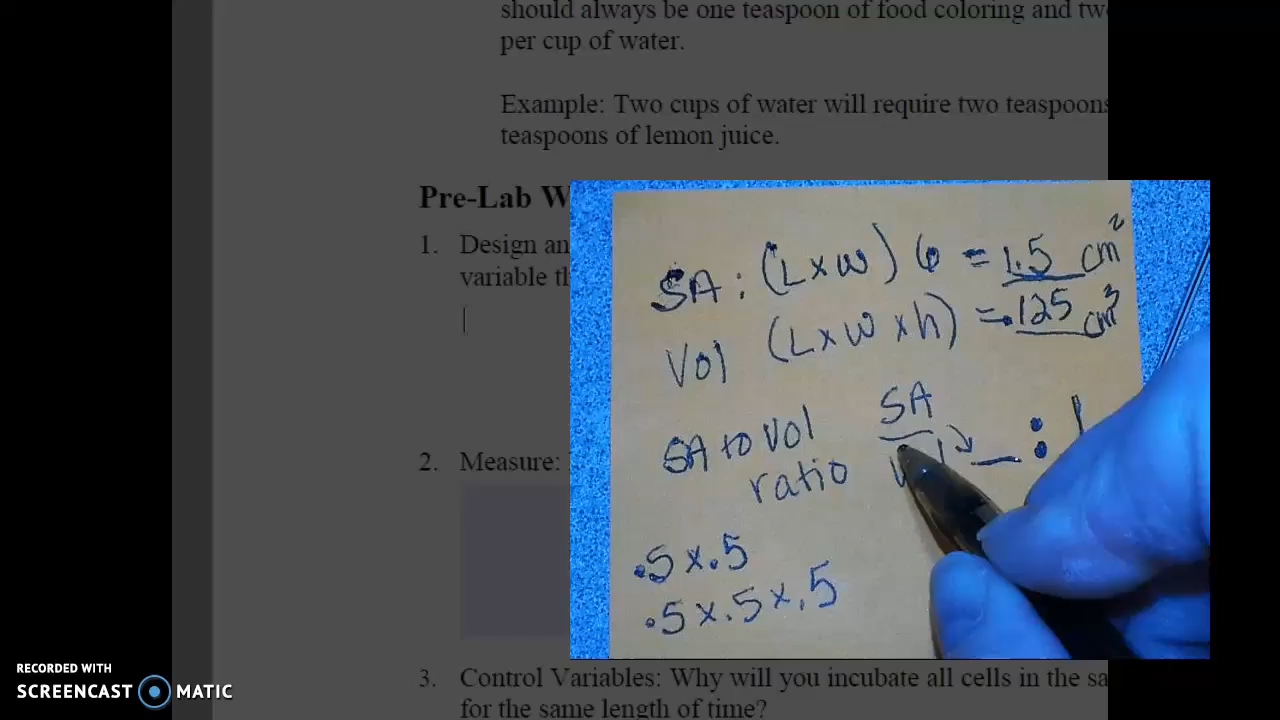 should always be one teaspoon of food coloring and two
per cup of water.
Example: Two cups of water will require two teaspoons
teaspoons of lemon juice.
Pre-Lab
1. Design an
variable th
SA : (L x W) 6 = 1.5 cm²
Vol (L x W x h) = .125 cm³
SA to Vol ratio
SA
_ : 1
.5 x .5
.5 x .5 x .5
2. Measure:
3. Control Variables: Why will you incubate all cells in the sa
for the same length of time?
RECORDED WITH
SCREENCAST MATIC